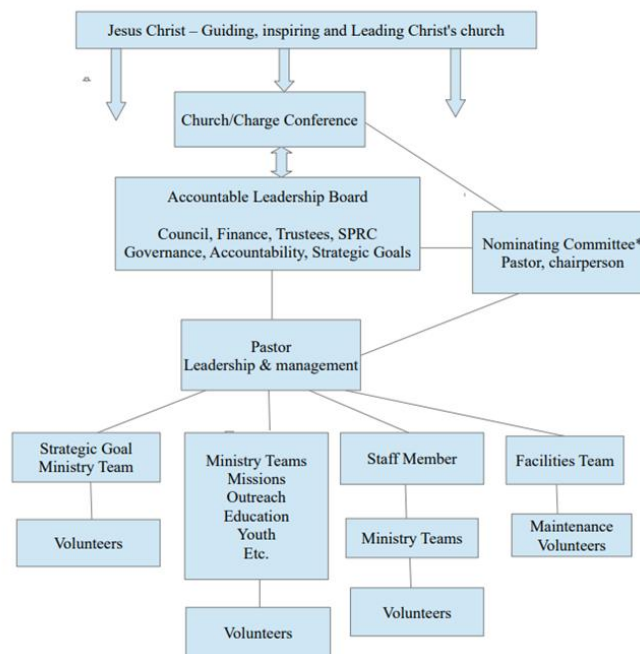 Jesus Christ – Guiding, inspiring and Leading Christ's church
Church/Charge Conference
Accountable Leadership Board
Council, Finance, Trustees, SPRC
Governance, Accountability, Strategic Goals
Nominating Committee*
Pastor, chairperson
Pastor
Leadership & management
Strategic Goal
Ministry Team
Volunteers
Ministry Teams
Missions
Outreach
Education
Youth
Etc.
Volunteers
Staff Member
Ministry Teams
Volunteers
Facilities Team
Maintenance
Volunteers